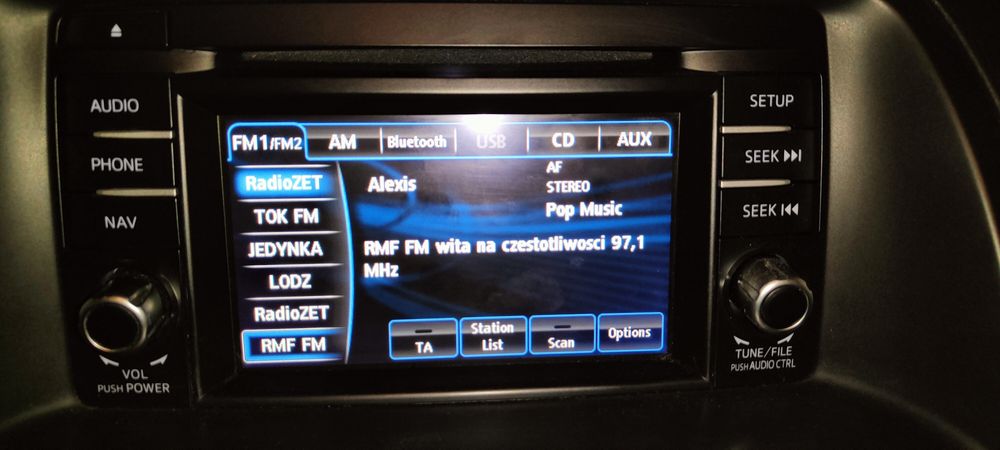 AUDIO
PHONE
NAV
VOL
PUSH POWER
FM1/FM2 AM Bluetooth USB CD AUX
RadioZET
TOK FM
JEDYNKA
LODZ
RadioZET
RMF FM
Alexis
AF
STEREO
Pop Music
RMF FM wita na czestotliwosci 97,1
MHz
TA
Station
List
Scan
Options
SETUP
SEEK
SEEK
TUNE/FILE
PUSH AUDIO CTRL